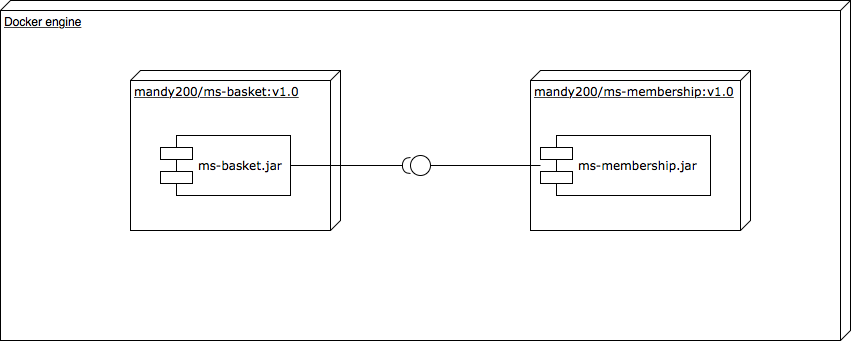 Docker engine
mandy200/ms-basket:v1.0
mandy200/ms-membership:v1.0
ms-basket.jar
ms-membership.jar